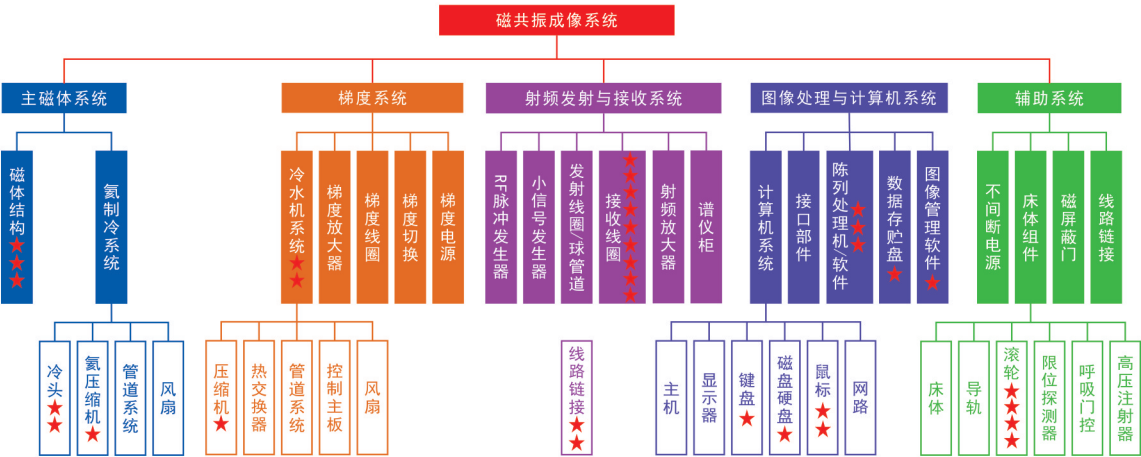 磁共振成像系统
主磁体系统
梯度系统
射频发射与接收系统
图像处理与计算机系统
辅助系统
磁体结构
氦制冷系统
冷水机系统
梯度放大器
梯度线圈
梯度切换
梯度电源
RF脉冲发生器
小信号发生器
发射线圈/球管道
接收线圈
射频放大器
谱仪柜
计算机系统
接口部件
陈列处理机/软件
数据存贮盘
图像管理软件
不间断电源
床体组件
磁屏蔽门
线路链接
冷头
氦压缩机
管道系统
风扇
压缩机
热交换器
管道系统
控制主板
风扇
线路链接
主机
显示器
键盘
磁盘硬盘
鼠标
网路
床体
导轨
滚轮
限位探测器
呼吸门控
高压注射器